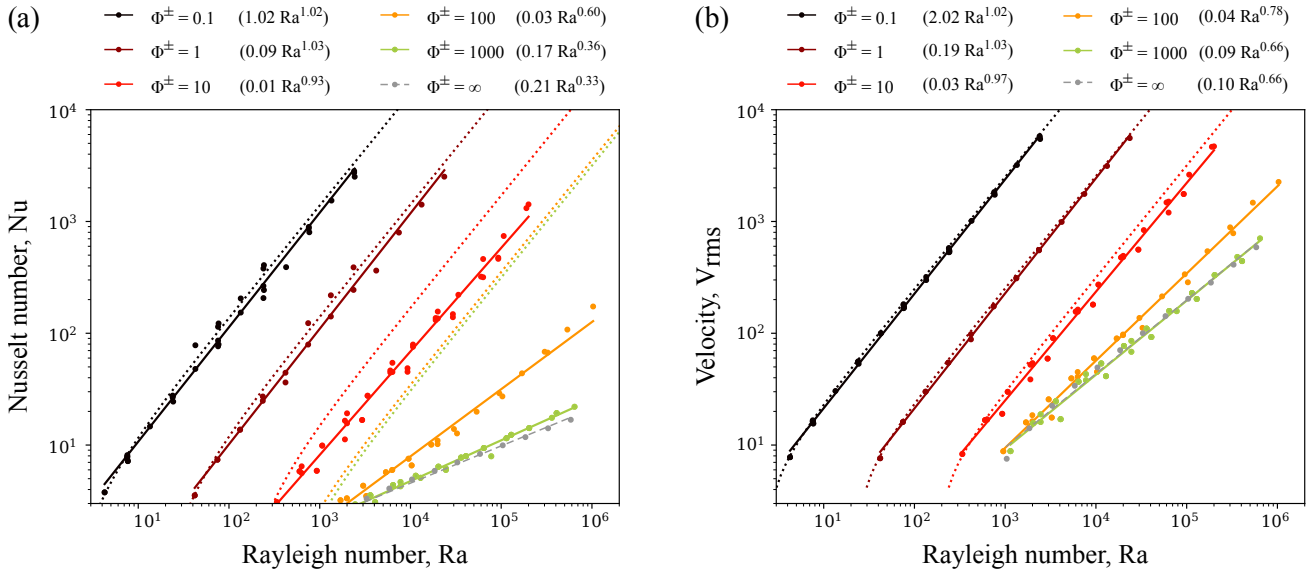 (a)
Φ± = 0.1 (1.02 Ra^1.02)
Φ± = 1 (0.09 Ra^1.03)
Φ± = 10 (0.01 Ra^0.93)
Φ± = 100 (0.03 Ra^0.60)
Φ± = 1000 (0.17 Ra^0.36)
Φ± = ∞ (0.21 Ra^0.33)
Nusselt number, Nu
10^4
10^3
10^2
10^1
10^1 10^2 10^3 10^4 10^5 10^6
Rayleigh number, Ra
(b)
Φ± = 0.1 (2.02 Ra^1.02)
Φ± = 1 (0.19 Ra^1.03)
Φ± = 10 (0.03 Ra^0.97)
Φ± = 100 (0.04 Ra^0.78)
Φ± = 1000 (0.09 Ra^0.66)
Φ± = ∞ (0.10 Ra^0.66)
Velocity, Vrms
10^4
10^3
10^2
10^1
10^1 10^2 10^3 10^4 10^5 10^6
Rayleigh number, Ra